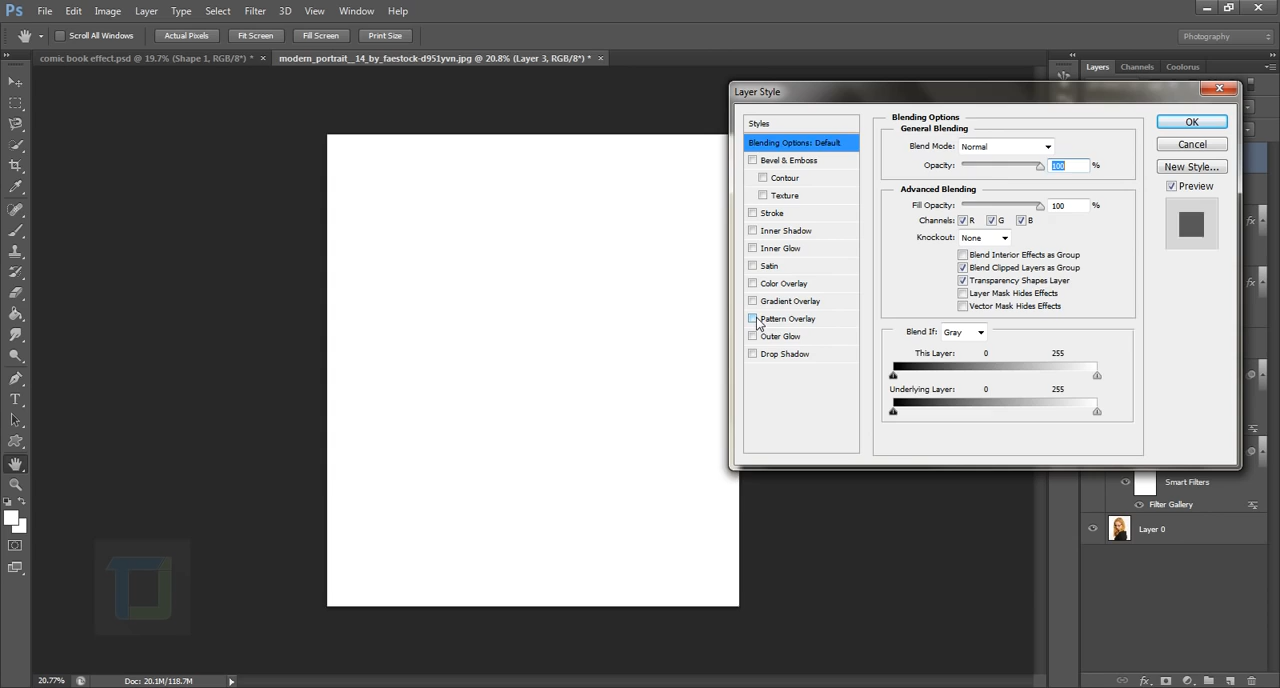 Ps File Edit Image Layer Type Select Filter 3D View Window Help
Scroll All Windows Actual Pixels Fit Screen Fill Screen Print Size Photography
comic book effect.psd @ 19.7% (Shape 1, RGB/8*) * × modern_portrait__14_by_faestock-d951yvn.jpg @ 20.8% (Layer 3, RGB/8*) * ×
Layers Channels Coolorus
Layer Style
Styles
Blending Options: Default
Bevel & Emboss
Contour
Texture
Stroke
Inner Shadow
Inner Glow
Satin
Color Overlay
Gradient Overlay
Pattern Overlay
Outer Glow
Drop Shadow
Blending Options
General Blending
Blend Mode: Normal
Opacity: 100 %
Advanced Blending
Fill Opacity: 100 %
Channels: R G B
Knockout: None
Blend Interior Effects as Group
Blend Clipped Layers as Group
Transparency Shapes Layer
Layer Mask Hides Effects
Vector Mask Hides Effects
Blend If: Gray
This Layer: 0 255
Underlying Layer: 0 255
OK
Cancel
New Style...
Preview
fx
fx
Smart Filters
Filter Gallery
Layer 0
T
20.77% Doc: 20.1M/118.7M
fx